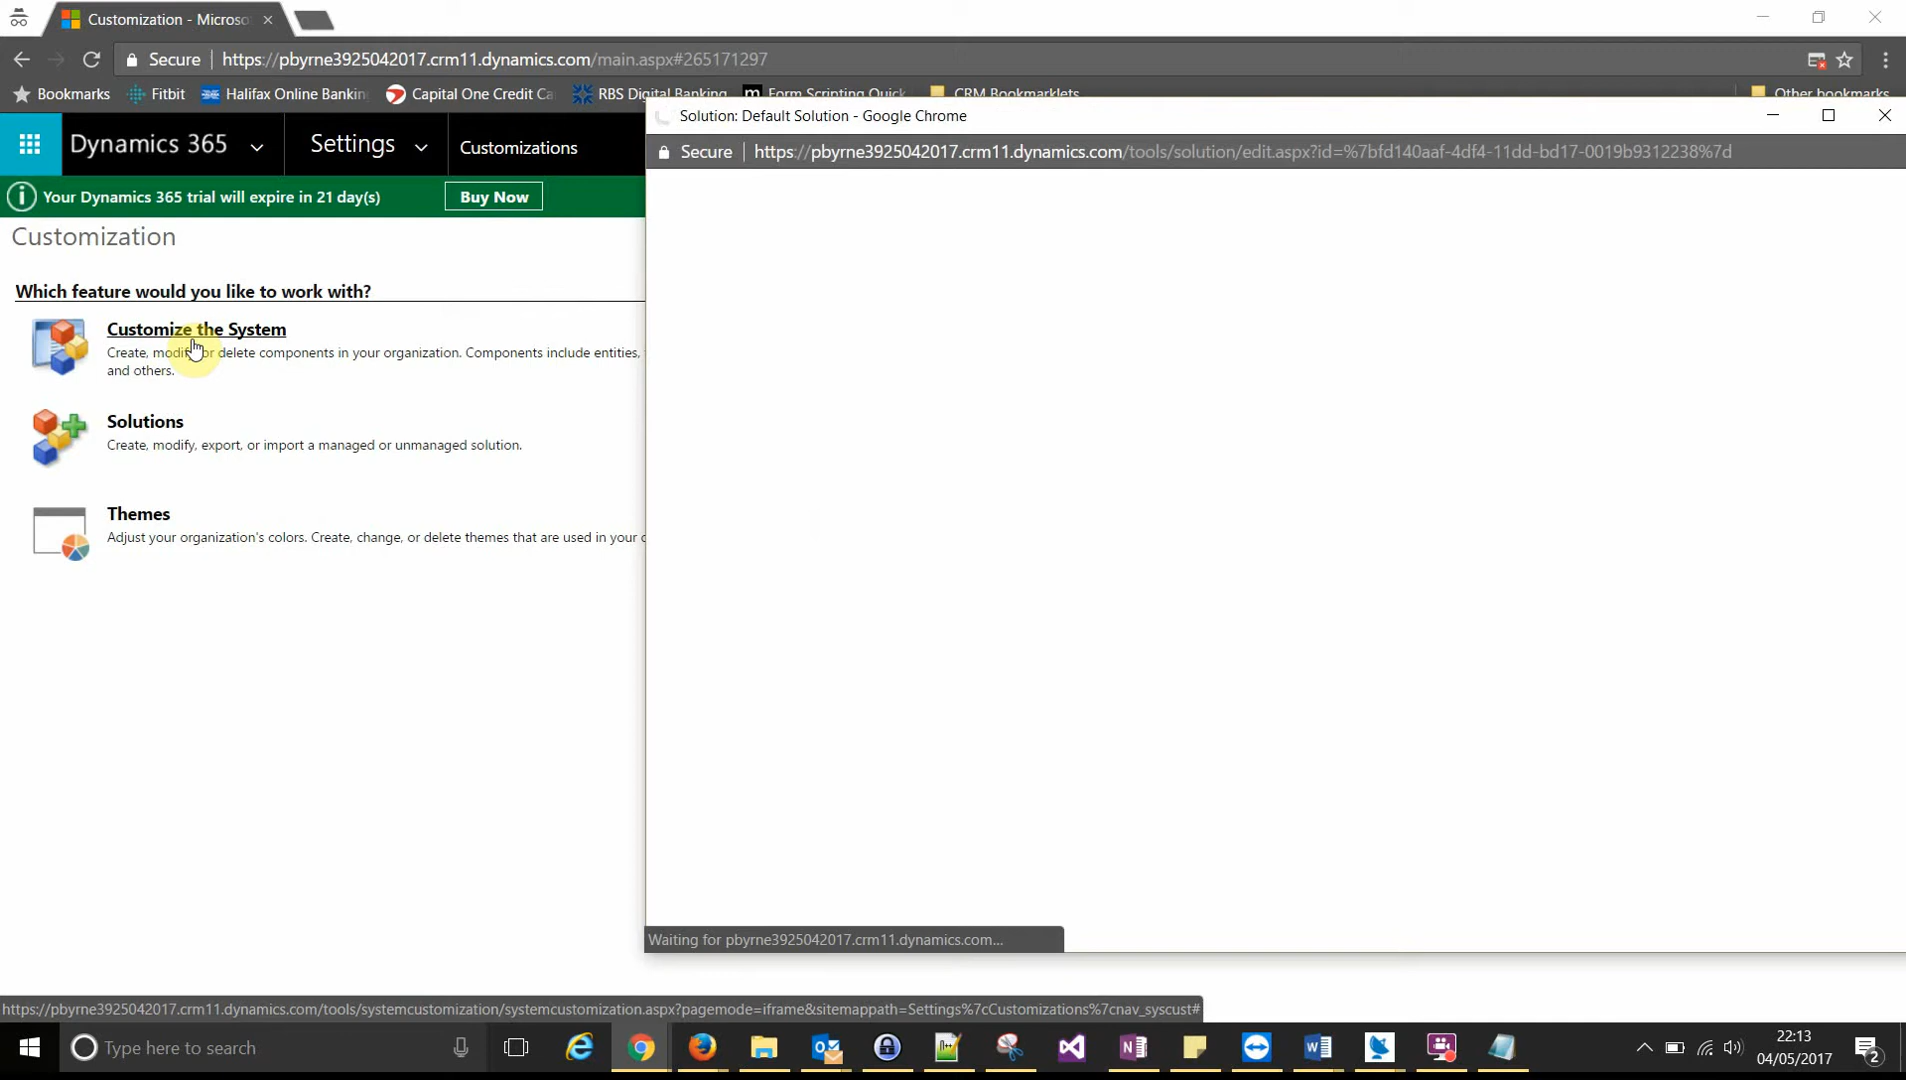 Customization - Microso
Secure https://pbyrne3925042017.crm11.dynamics.com/main.aspx#265171297
Bookmarks Fitbit Halifax Online Bankin Capital One Credit Ca RBS Digital Banking Form Scripting Quick CRM Bookmarklets Other bookmarks
Solution: Default Solution - Google Chrome
Dynamics 365 Settings Customizations
Secure https://pbyrne3925042017.crm11.dynamics.com/tools/solution/edit.aspx?id=%7bfd140aaf-4df4-11dd-bd17-0019b9312238%7d
Your Dynamics 365 trial will expire in 21 day(s) Buy Now
Customization
Which feature would you like to work with?
Customize the System
Create, modify or delete components in your organization. Components include entities,
and others.
Solutions
Create, modify, export, or import a managed or unmanaged solution.
Themes
Adjust your organization's colors. Create, change, or delete themes that are used in your
Waiting for pbyrne3925042017.crm11.dynamics.com...
https://pbyrne3925042017.crm11.dynamics.com/tools/systemcustomization/systemcustomization.aspx?pagemode=iframe&sitemappath=Settings%7cCustomizations%7cnav_syscust#
Type here to search
22:13
04/05/2017
2